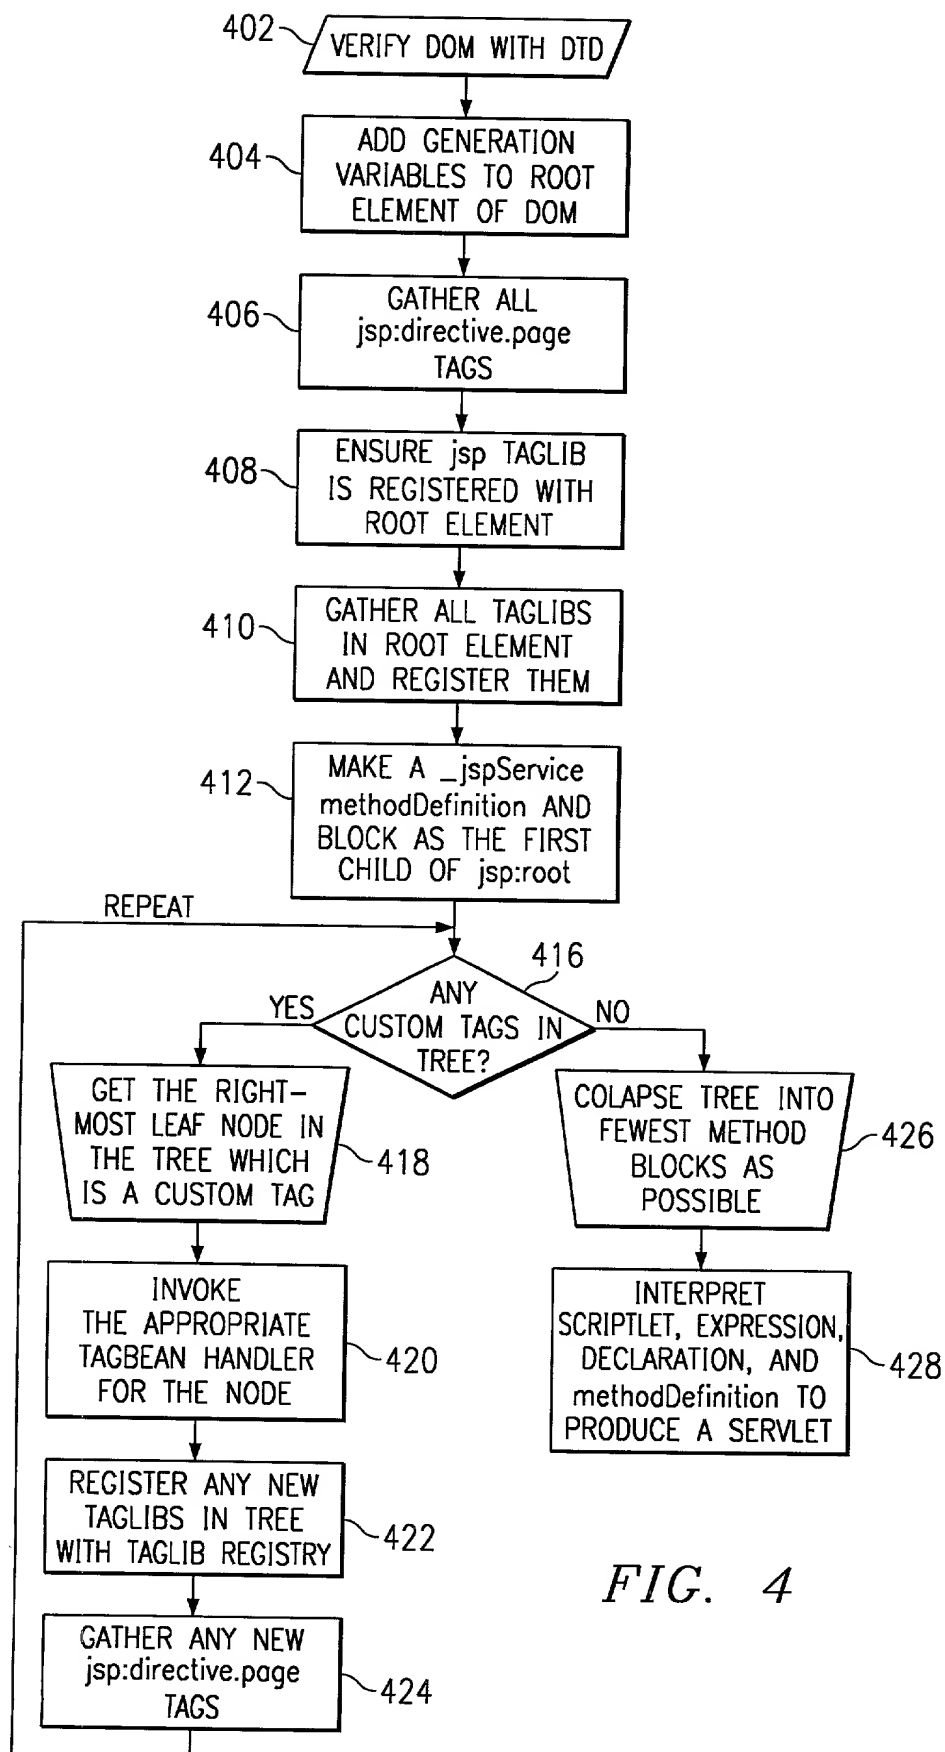 402
VERIFY DOM WITH DTD
404
ADD GENERATION
VARIABLES TO ROOT
ELEMENT OF DOM
406
GATHER ALL
jsp:directive.page
TAGS
408
ENSURE jsp TAGLIB
IS REGISTERED WITH
ROOT ELEMENT
410
GATHER ALL TAGLIBS
IN ROOT ELEMENT
AND REGISTER THEM
412
MAKE A _jspService
methodDefinition AND
BLOCK AS THE FIRST
CHILD OF jsp:root
REPEAT
416
ANY
CUSTOM TAGS IN
TREE?
YES
NO
GET THE RIGHT-
MOST LEAF NODE IN
THE TREE WHICH
IS A CUSTOM TAG
418
COLAPSE TREE INTO
FEWEST METHOD
BLOCKS AS
POSSIBLE
426
INVOKE
THE APPROPRIATE
TAGBEAN HANDLER
FOR THE NODE
420
INTERPRET
SCRIPTLET, EXPRESSION,
DECLARATION, AND
methodDefinition TO
PRODUCE A SERVLET
428
REGISTER ANY NEW
TAGLIBS IN TREE
WITH TAGLIB REGISTRY
422
GATHER ANY NEW
jsp:directive.page
TAGS
424
FIG. 4